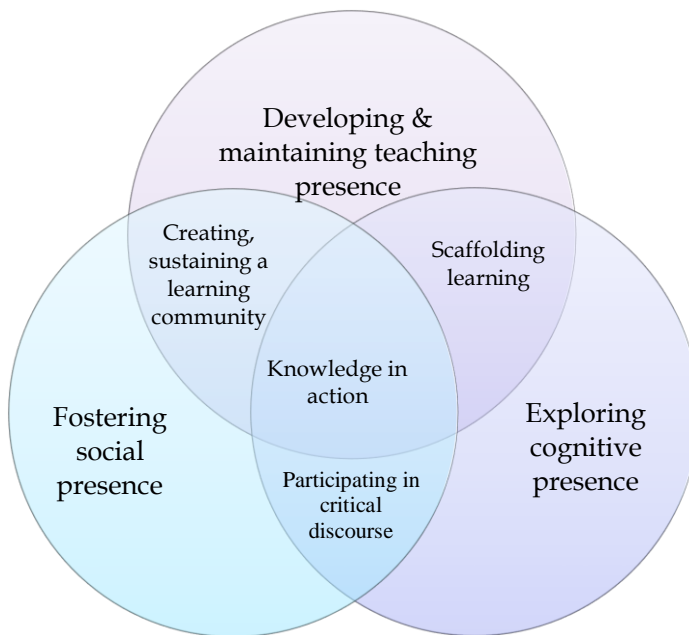 Developing &
maintaining teaching
presence
Creating,
sustaining a
learning
community
Scaffolding
learning
Knowledge in
action
Fostering
social
presence
Exploring
cognitive
presence
Participating in
critical
discourse